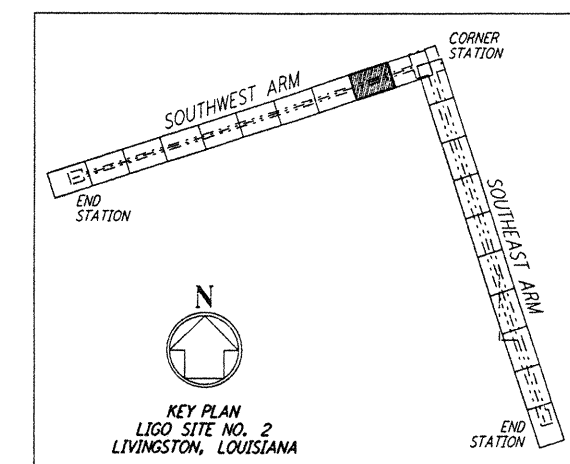 CORNER
STATION
SOUTHWEST ARM
END
STATION
SOUTHEAST ARM
N
KEY PLAN
LIGO SITE NO. 2
LIVINGSTON, LOUISIANA
END
STATION